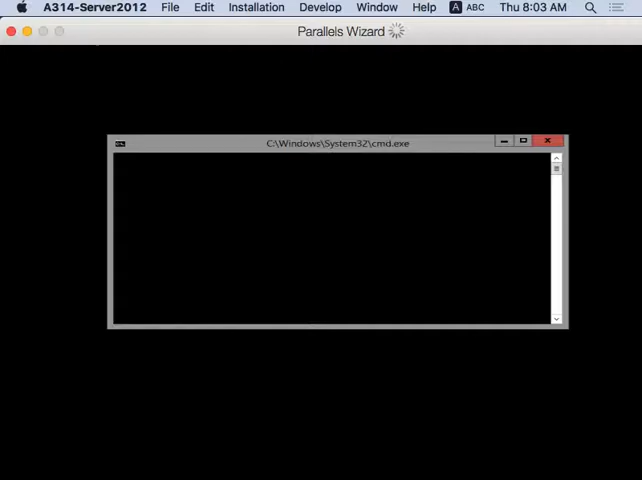 A314-Server2012 File Edit Installation Develop Window Help A ABC Thu 8:03 AM
Parallels Wizard
C:\Windows\System32\cmd.exe